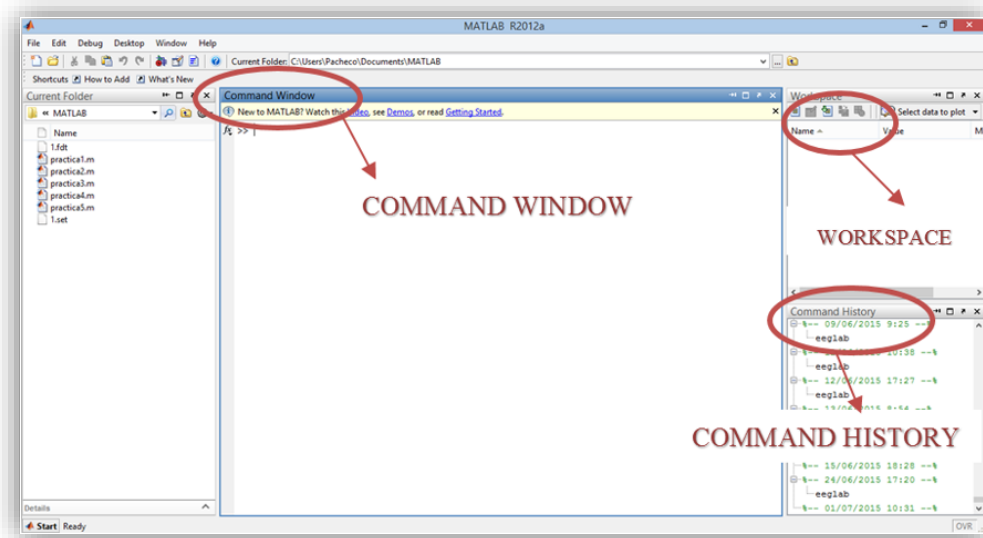 MATLAB R2012a
File Edit Debug Desktop Window Help
Current Folder: C:\Users\Pacheco\Documents\MATLAB
Shortcuts How to Add What's New
Current Folder
« MATLAB
Name
1.fdt
practica1.m
practica2.m
practica3.m
practica4.m
practica5.m
1.set
Details
Command Window
New to MATLAB? Watch this Video, see Demos, or read Getting Started.
fx >>
COMMAND WINDOW
Workspace
Select data to plot
Name Value M
WORKSPACE
Command History
%-- 09/06/2015 9:25 --%
eeglab
10:38 --%
eeglab
%-- 12/06/2015 17:27 --%
eeglab
COMMAND HISTORY
%-- 15/06/2015 18:28 --%
%-- 24/06/2015 17:20 --%
eeglab
%-- 01/07/2015 10:31 --%
Start Ready
OVR